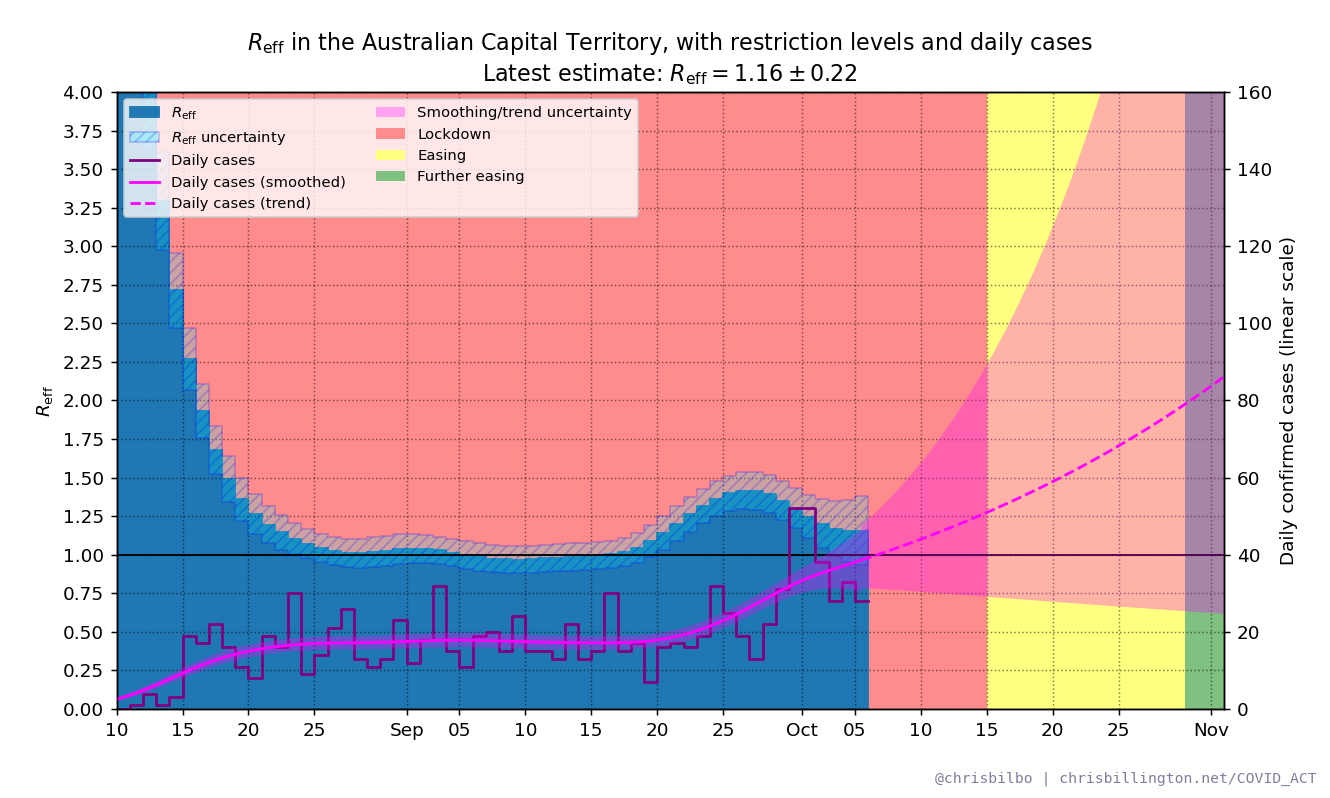 Reff in the Australian Capital Territory, with restriction levels and daily cases
Latest estimate: Reff = 1.16 ± 0.22
Reff
Reff uncertainty
Daily cases
Daily cases (smoothed)
Daily cases (trend)
Smoothing/trend uncertainty
Lockdown
Easing
Further easing
4.00
3.75
3.50
3.25
3.00
2.75
2.50
2.25
2.00
1.75
1.50
1.25
1.00
0.75
0.50
0.25
0.00
Reff
160
140
120
100
80
60
40
20
0
Daily confirmed cases (linear scale)
10 15 20 25 Sep 05 10 15 20 25 Oct 05 10 15 20 25 Nov
@chrisbilbo | chrisbillington.net/COVID_ACT